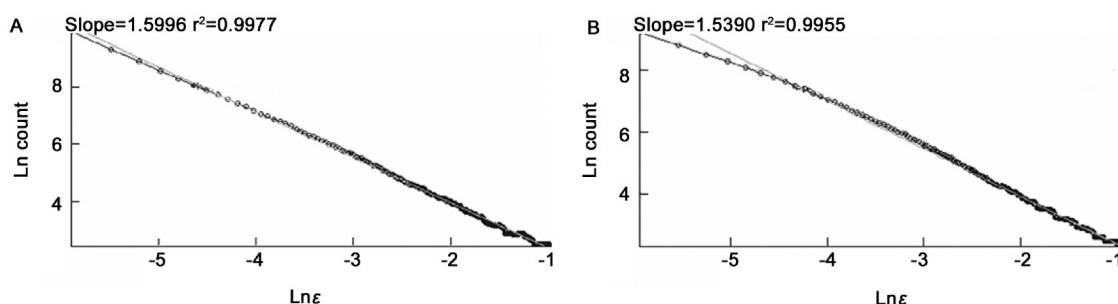 A
Slope=1.5996 r²=0.9977
Ln count
8
6
4
-5
-4
-3
-2
-1
Lnε
B
Slope=1.5390 r²=0.9955
Ln count
8
6
4
-5
-4
-3
-2
-1
Lnε